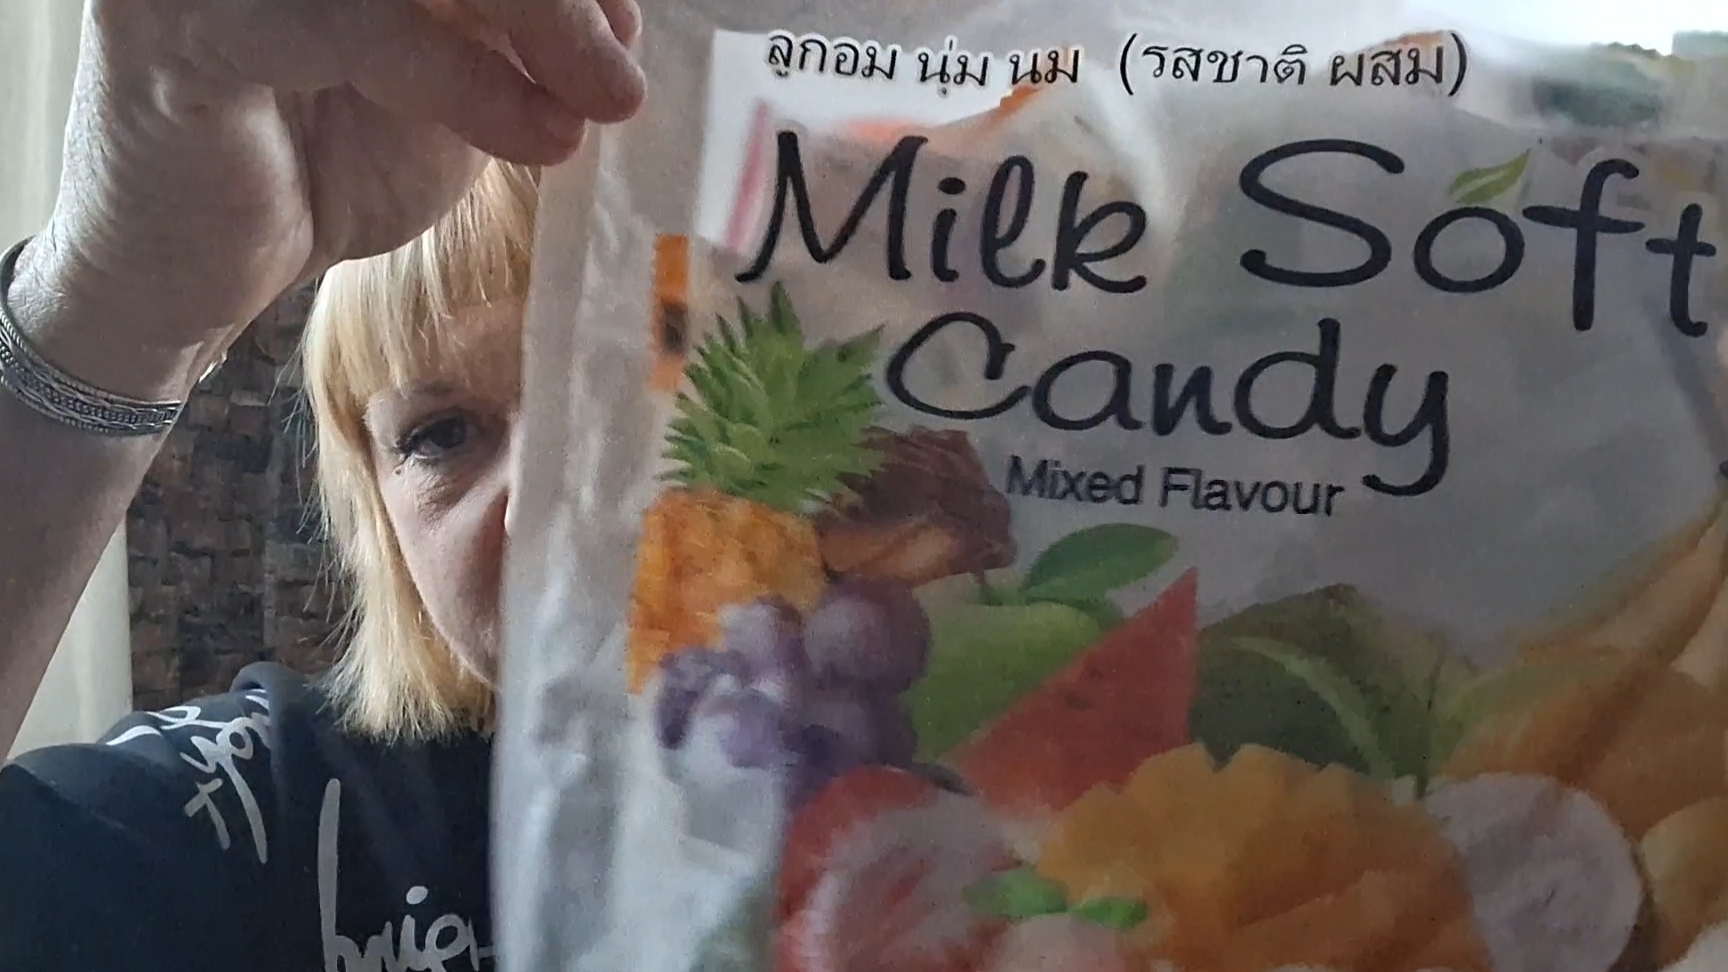 ลูกอม นุ่ม นม (รสชาติ ผสม)
Milk Soft
Candy
Mixed Flavour
you